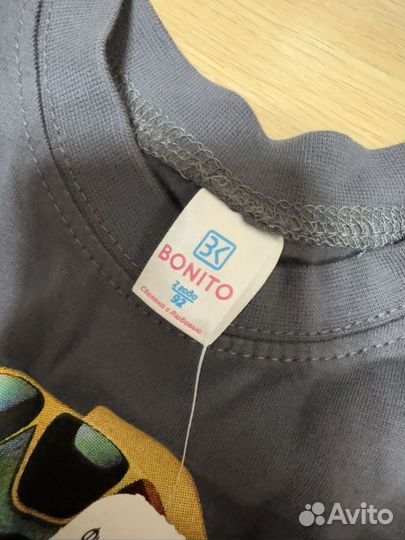 BK
BONITO
2 года
92
Сделано с Любовью
Avito